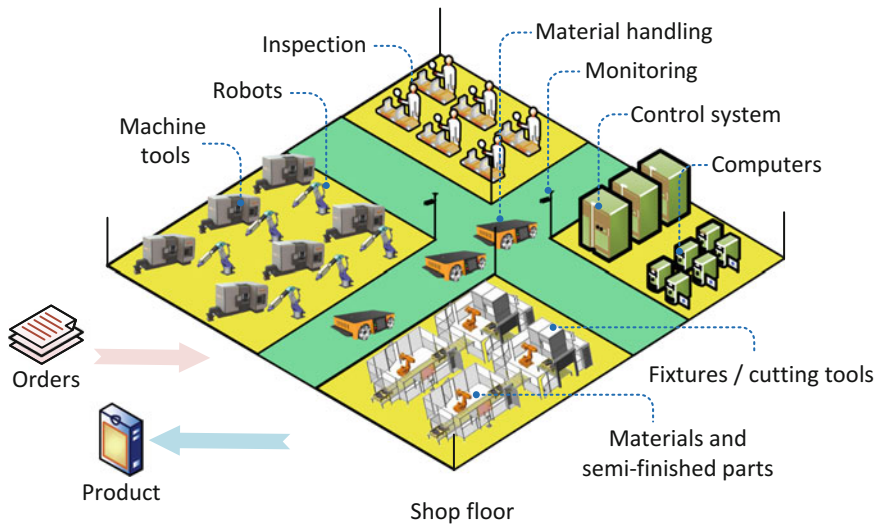 Inspection
Material handling
Robots
Monitoring
Machine
tools
Control system
Computers
Orders
Fixtures / cutting tools
Product
Materials and
semi-finished parts
Shop floor